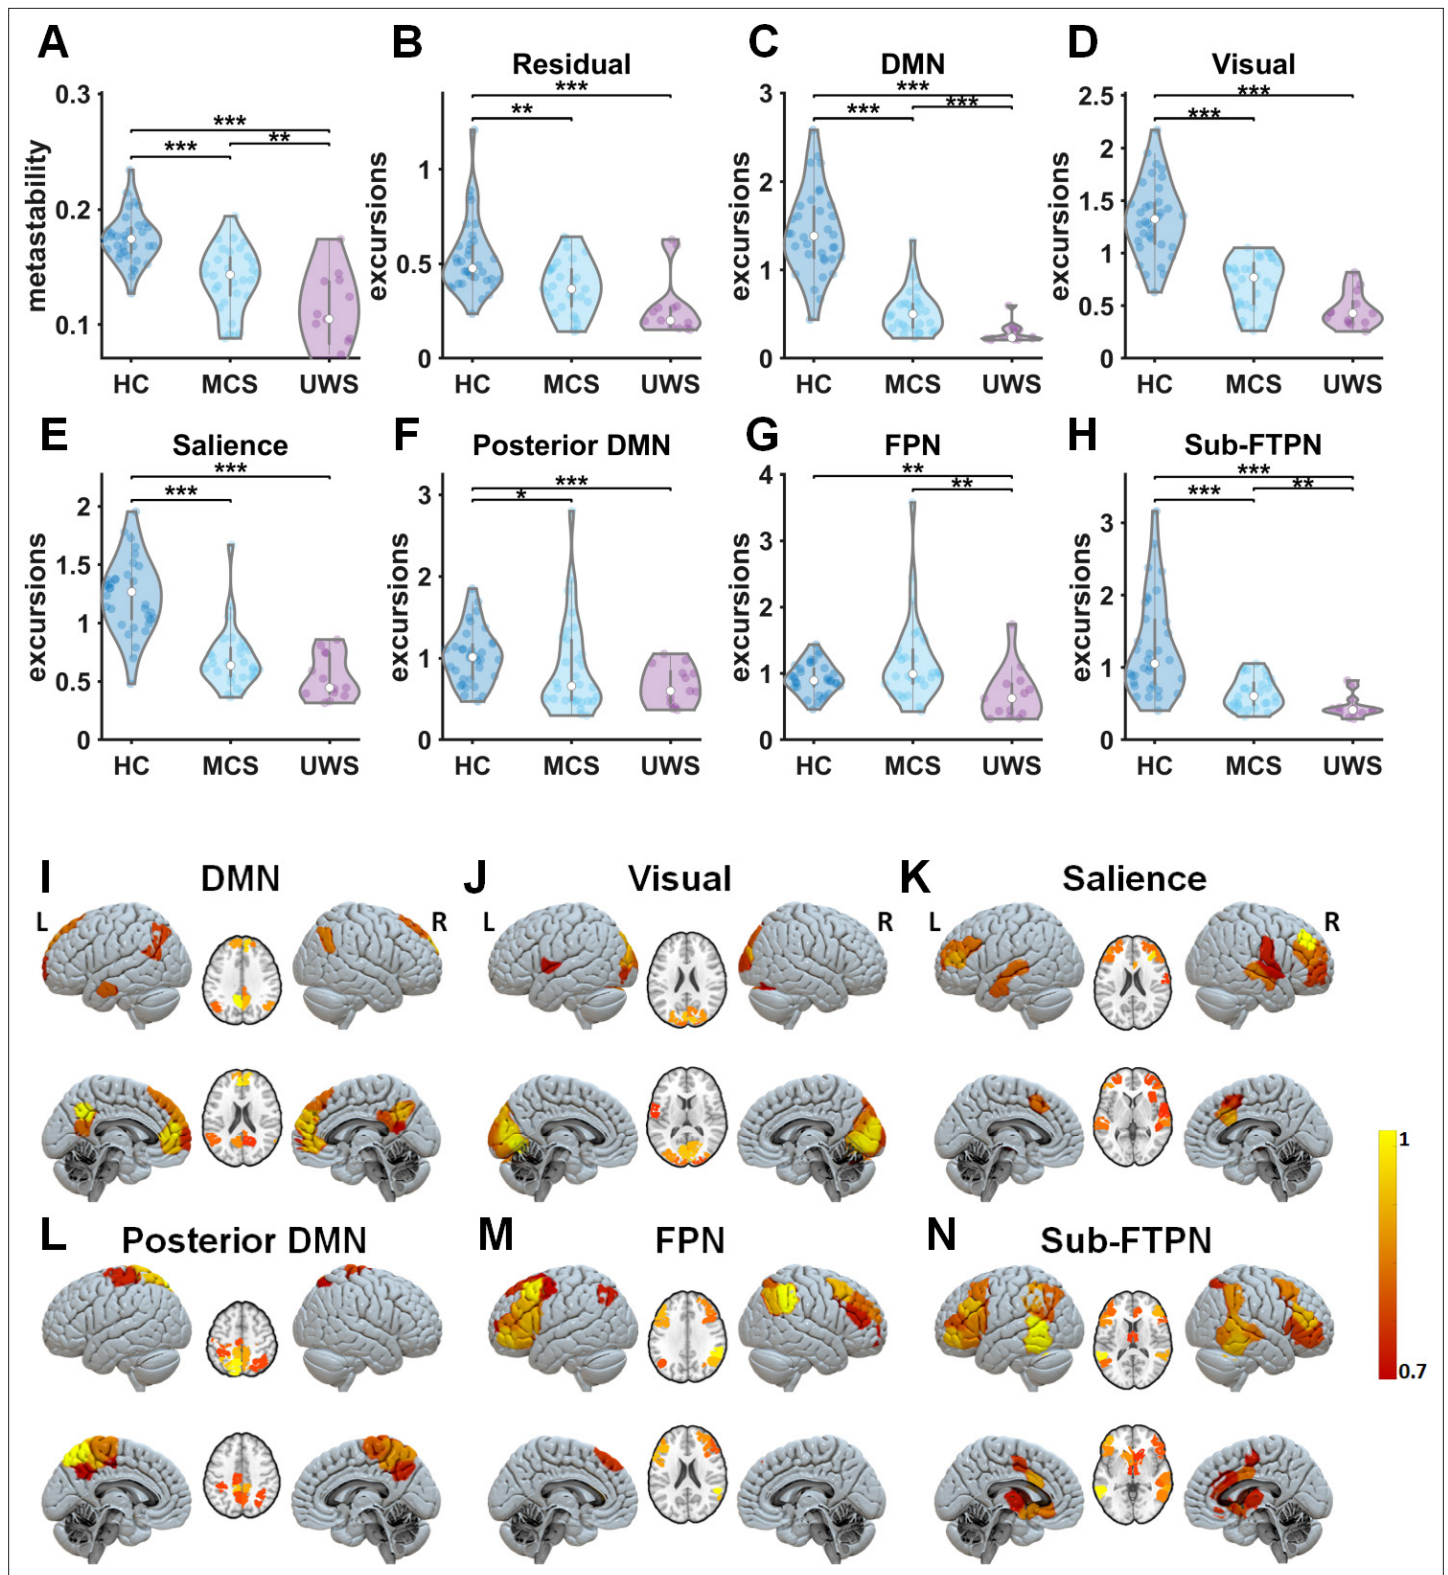 A B C D
Residual DMN Visual
metastability
0.3
0.2
0.1
*** *** **
HC MCS UWS
excursions
1
0.5
0
*** **
HC MCS UWS
excursions
3
2
1
0
*** *** ***
HC MCS UWS
excursions
2.5
2
1.5
1
0.5
0
*** ***
HC MCS UWS
E F G H
Salience Posterior DMN FPN Sub-FTPN
excursions
2
1.5
1
0.5
0
*** ***
HC MCS UWS
excursions
3
2
1
0
*** *
HC MCS UWS
excursions
4
3
2
1
0
** **
HC MCS UWS
excursions
3
2
1
0
*** *** **
HC MCS UWS
I DMN J Visual K Salience
L R L R L R
1
0.7
L Posterior DMN M FPN N Sub-FTPN